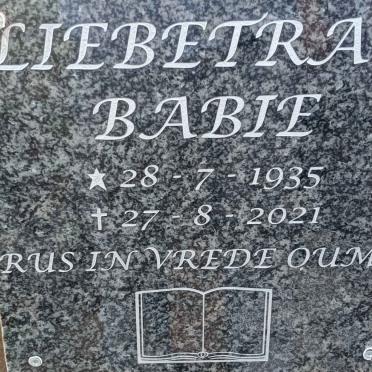 LIEBETRA
BABIE
28 - 7 - 1935
27 - 8 - 2021
RUS IN VREDE OUM